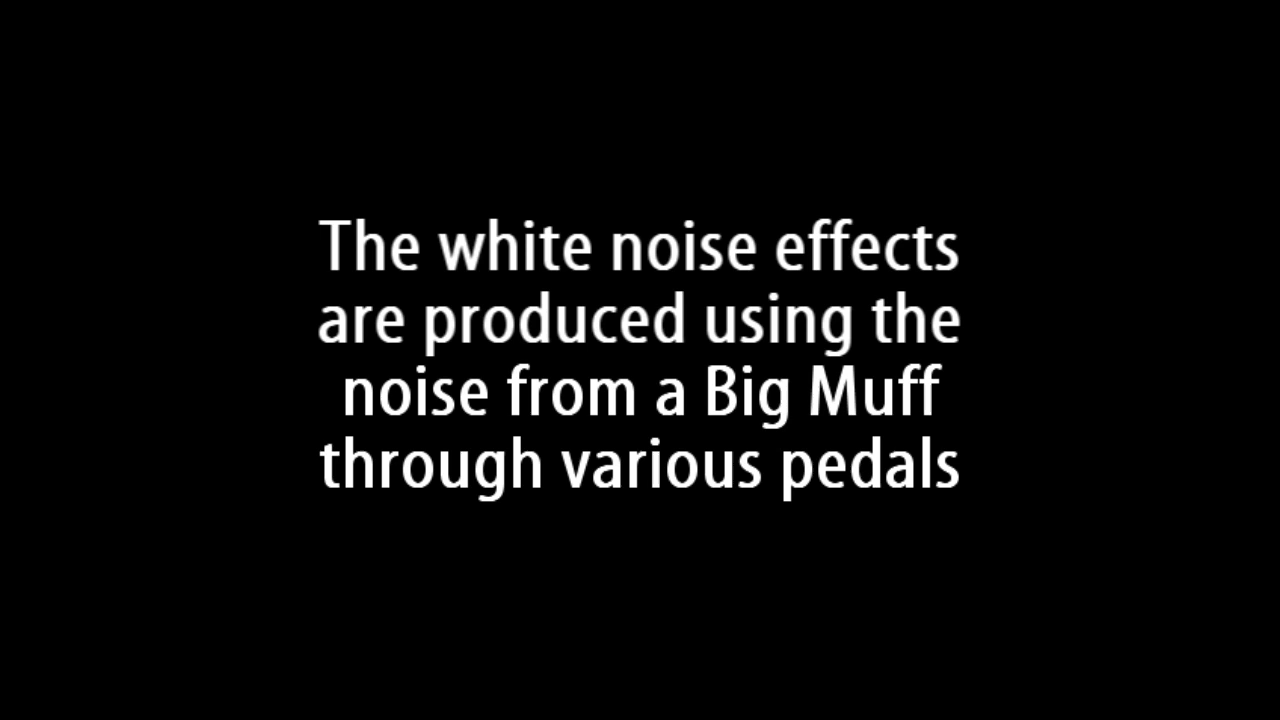 The white noise effects
are produced using the
noise from a Big Muff
through various pedals